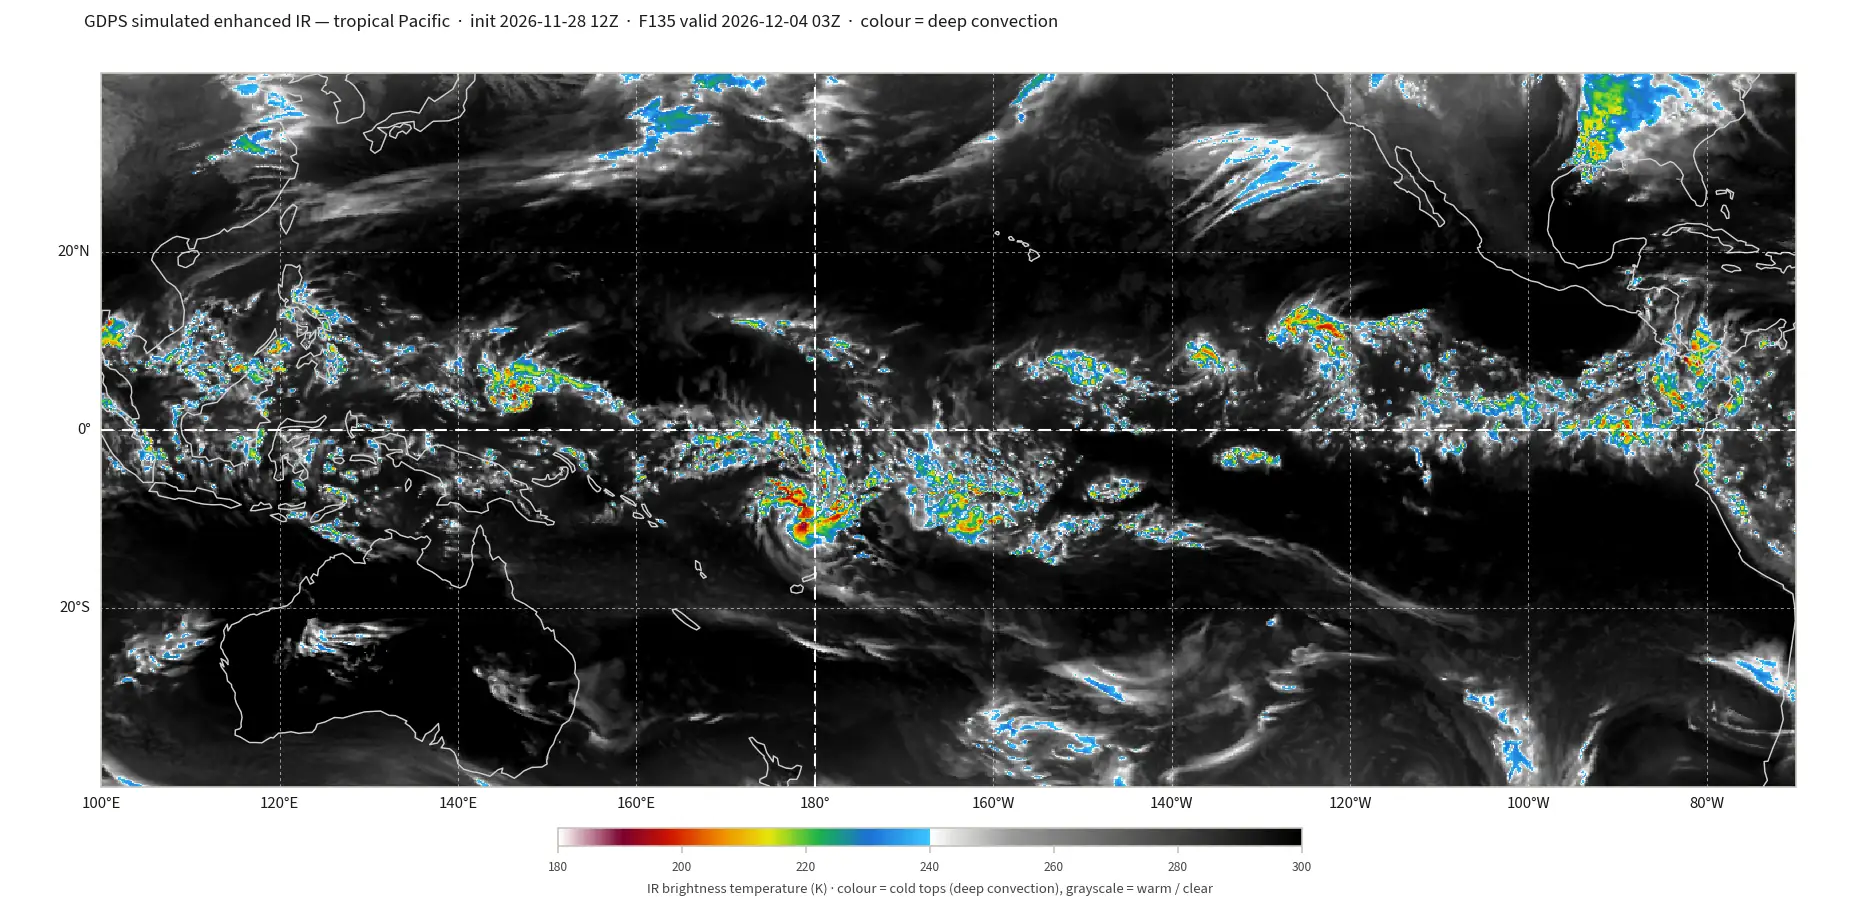 GDPS simulated enhanced IR — tropical Pacific · init 2026-11-28 12Z · F135 valid 2026-12-04 03Z · colour = deep convection
20°N
0°
20°S
100°E 120°E 140°E 160°E 180° 160°W 140°W 120°W 100°W 80°W
180 200 220 240 260 280 300
IR brightness temperature (K) · colour = cold tops (deep convection), grayscale = warm / clear